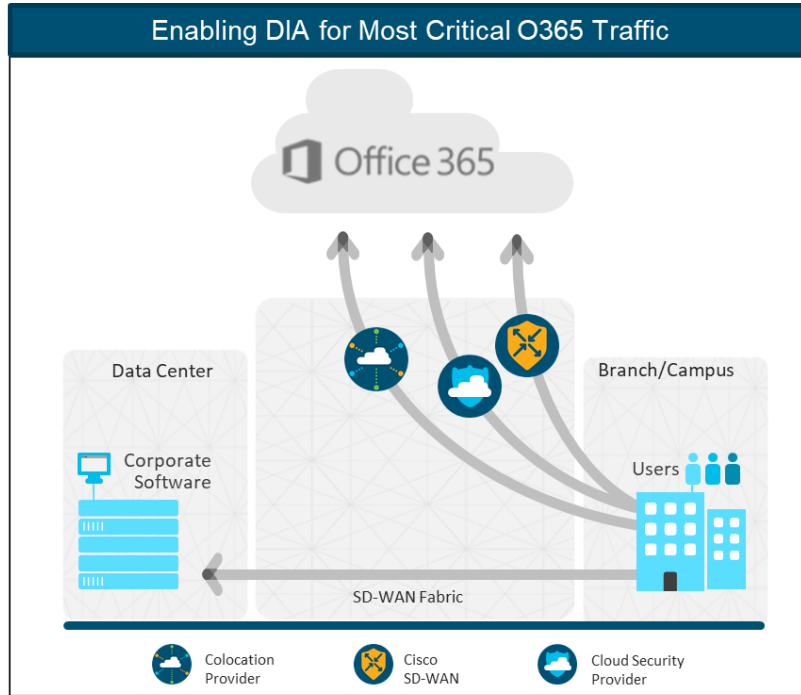 Enabling DIA for Most Critical O365 Traffic
Office 365
Data Center
Branch/Campus
Corporate
Software
Users
SD-WAN Fabric
Colocation
Provider
Cisco
SD-WAN
Cloud Security
Provider